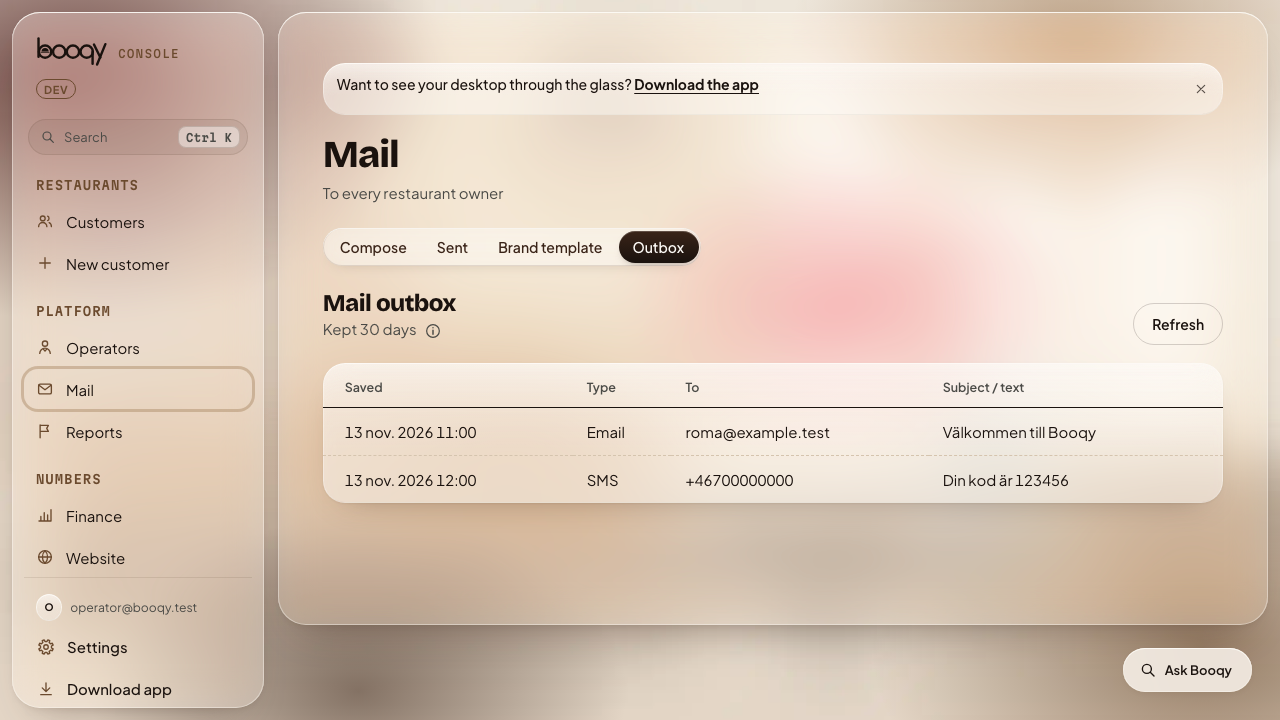 booqy CONSOLE
DEV
Search Ctrl K
RESTAURANTS
Customers
New customer
PLATFORM
Operators
Mail
Reports
NUMBERS
Finance
Website
O operator@booqy.test
Settings
Download app
Want to see your desktop through the glass? Download the app
Mail
To every restaurant owner
Compose Sent Brand template Outbox
Mail outbox
Kept 30 days
Refresh
Saved Type To Subject / text
13 nov. 2026 11:00 Email roma@example.test Välkommen till Booqy
13 nov. 2026 12:00 SMS +46700000000 Din kod är 123456
Ask Booqy